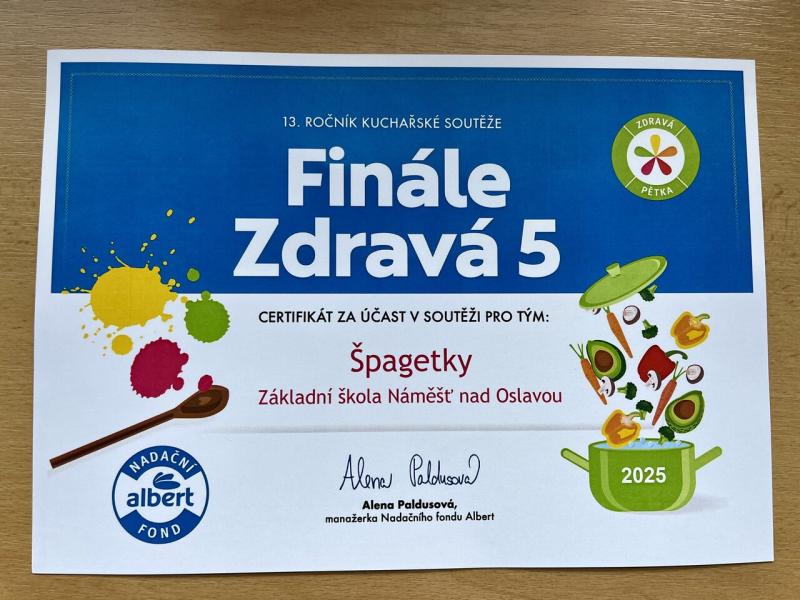 13. ROČNÍK KUCHAŘSKÉ SOUTĚŽE
Finále
Zdravá 5
ZDRAVÁ
PĚTKA
CERTIFIKÁT ZA ÚČAST V SOUTĚŽI PRO TÝM:
Špagetky
Základní škola Náměšť nad Oslavou
Alena Paldusová
Alena Paldusová,
manažerka Nadačního fondu Albert
NADAČNÍ
albert
FOND
2025